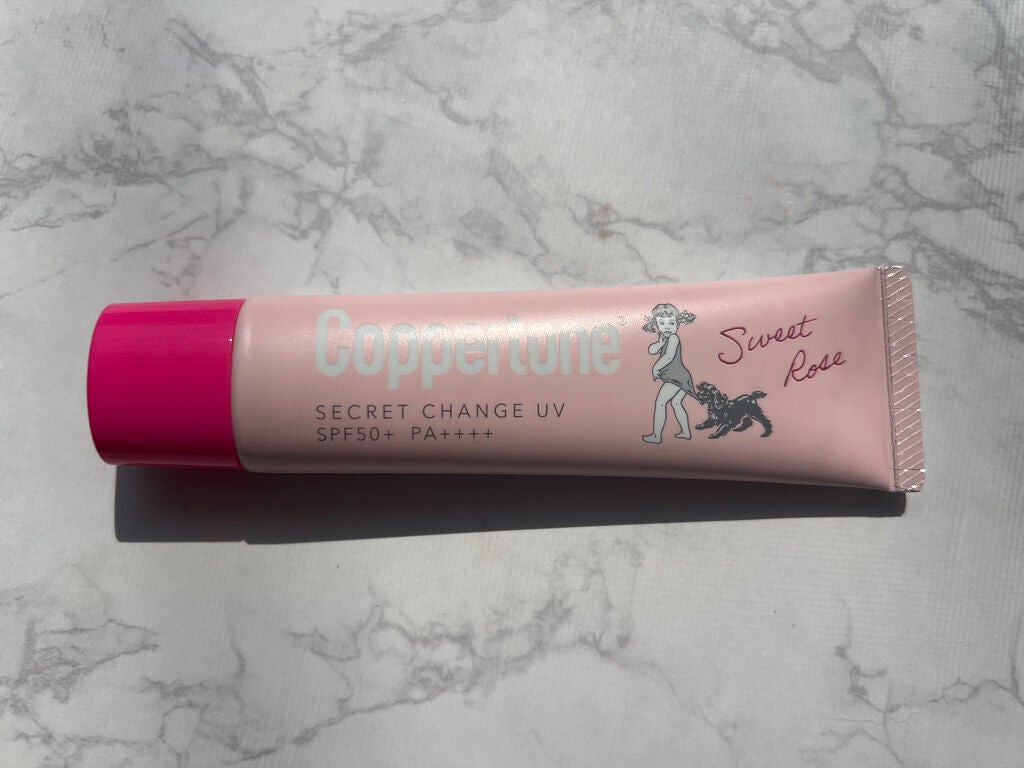 Coppertone®
SECRET CHANGE UV
SPF50+ PA++++
Sweet
Rose